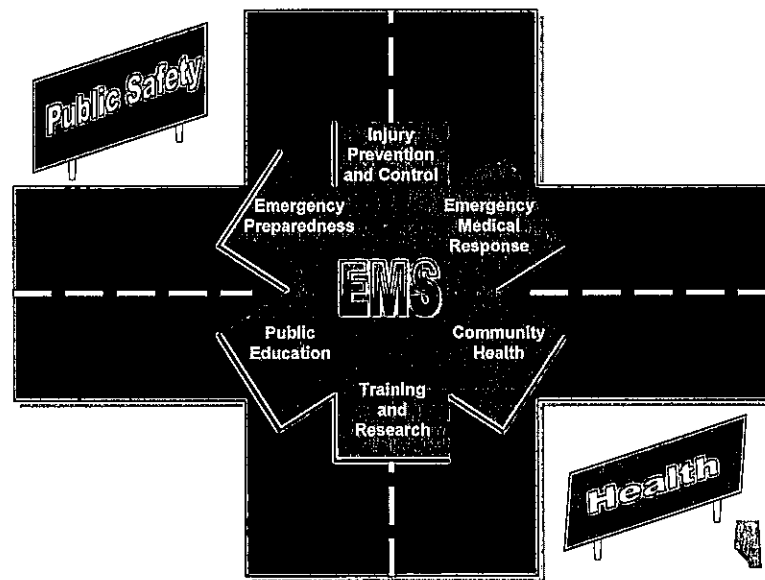 Public Safety
Injury
Prevention
and Control
Emergency
Preparedness
Emergency
Medical
Response
EMS
Public
Education
Community
Health
Training
and
Research
Health